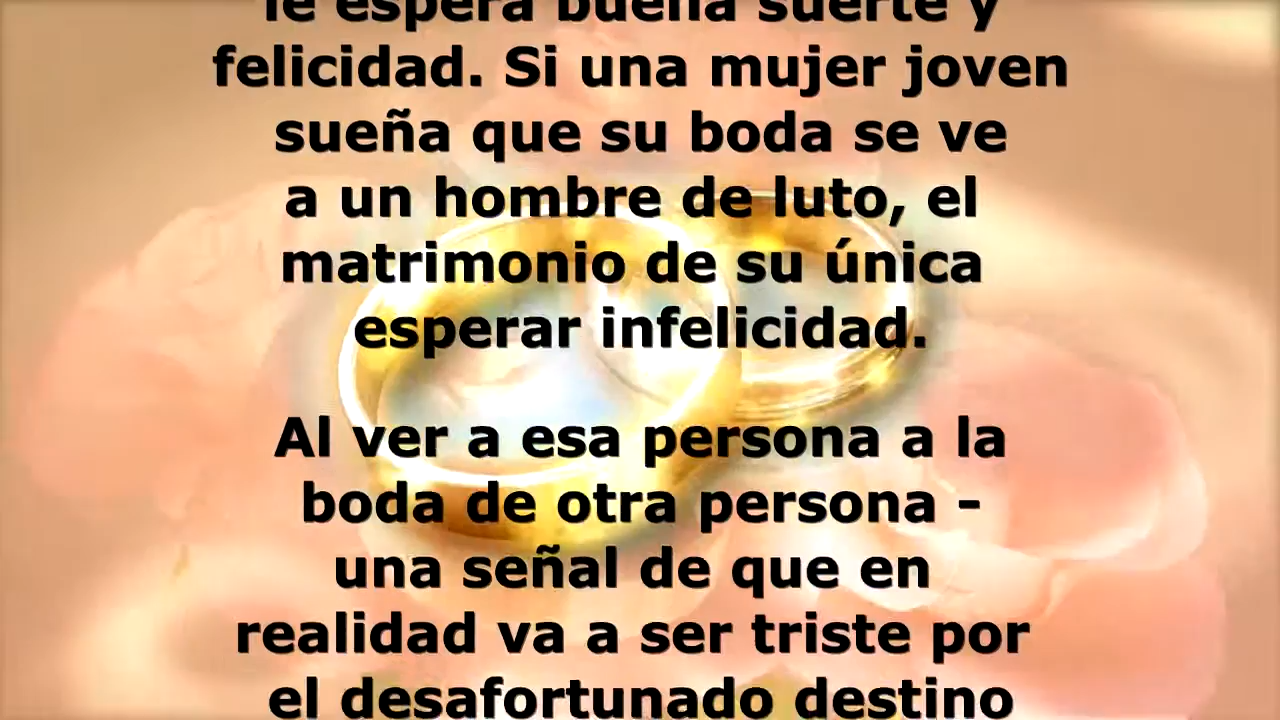 le espera buena suerte y
felicidad. Si una mujer joven
sueña que su boda se ve
a un hombre de luto, el
matrimonio de su única
esperar infelicidad.
Al ver a esa persona a la
boda de otra persona -
una señal de que en
realidad va a ser triste por
el desafortunado destino